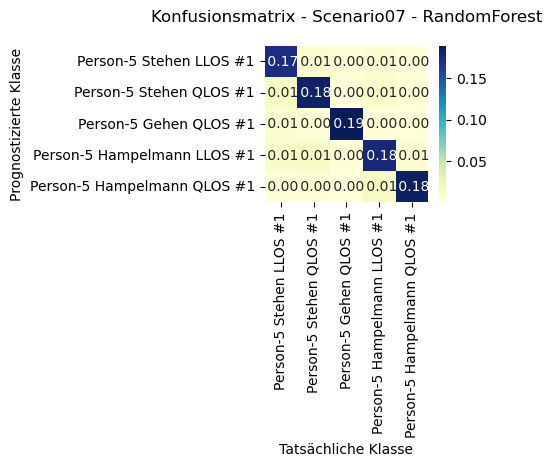 Konfusionsmatrix - Scenario07 - RandomForest
Prognostizierte Klasse
Person-5 Stehen LLOS #1 0.17 0.01 0.00 0.01 0.00
Person-5 Stehen QLOS #1 0.01 0.18 0.00 0.01 0.00
Person-5 Gehen QLOS #1 0.01 0.00 0.19 0.00 0.00
Person-5 Hampelmann LLOS #1 0.01 0.01 0.00 0.18 0.01
Person-5 Hampelmann QLOS #1 0.00 0.00 0.00 0.01 0.18
0.15
0.10
0.05
Person-5 Stehen LLOS #1
Person-5 Stehen QLOS #1
Person-5 Gehen QLOS #1
Person-5 Hampelmann LLOS #1
Person-5 Hampelmann QLOS #1
Tatsächliche Klasse